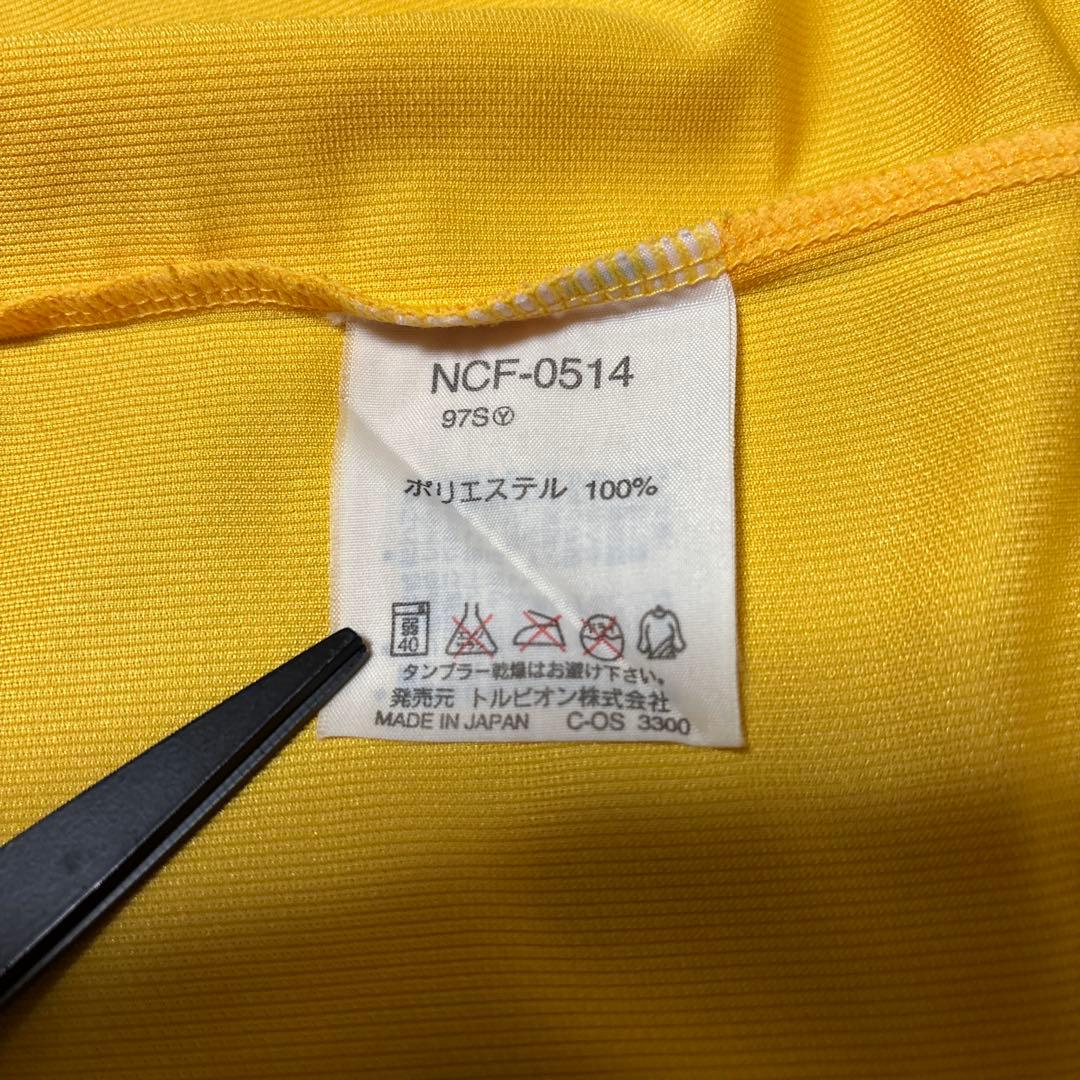 NCF-0514
97SⓎ
ポリエステル 100%
弱
40
タンブラー乾燥はお避け下さい。
発売元 トルビオン株式会社
MADE IN JAPAN C-OS 3300